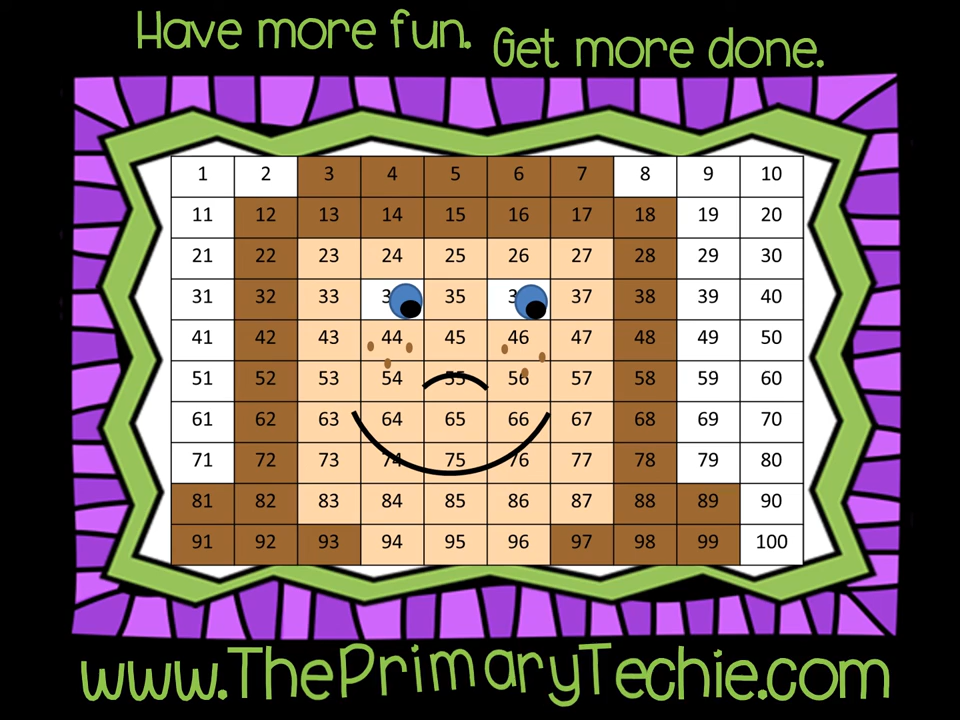 Have more fun. Get more done.
1 2 3 4 5 6 7 8 9 10
11 12 13 14 15 16 17 18 19 20
21 22 23 24 25 26 27 28 29 30
31 32 33 3 35 3 37 38 39 40
41 42 43 44 45 46 47 48 49 50
51 52 53 54 55 56 57 58 59 60
61 62 63 64 65 66 67 68 69 70
71 72 73 74 75 76 77 78 79 80
81 82 83 84 85 86 87 88 89 90
91 92 93 94 95 96 97 98 99 100
www.ThePrimaryTechie.com